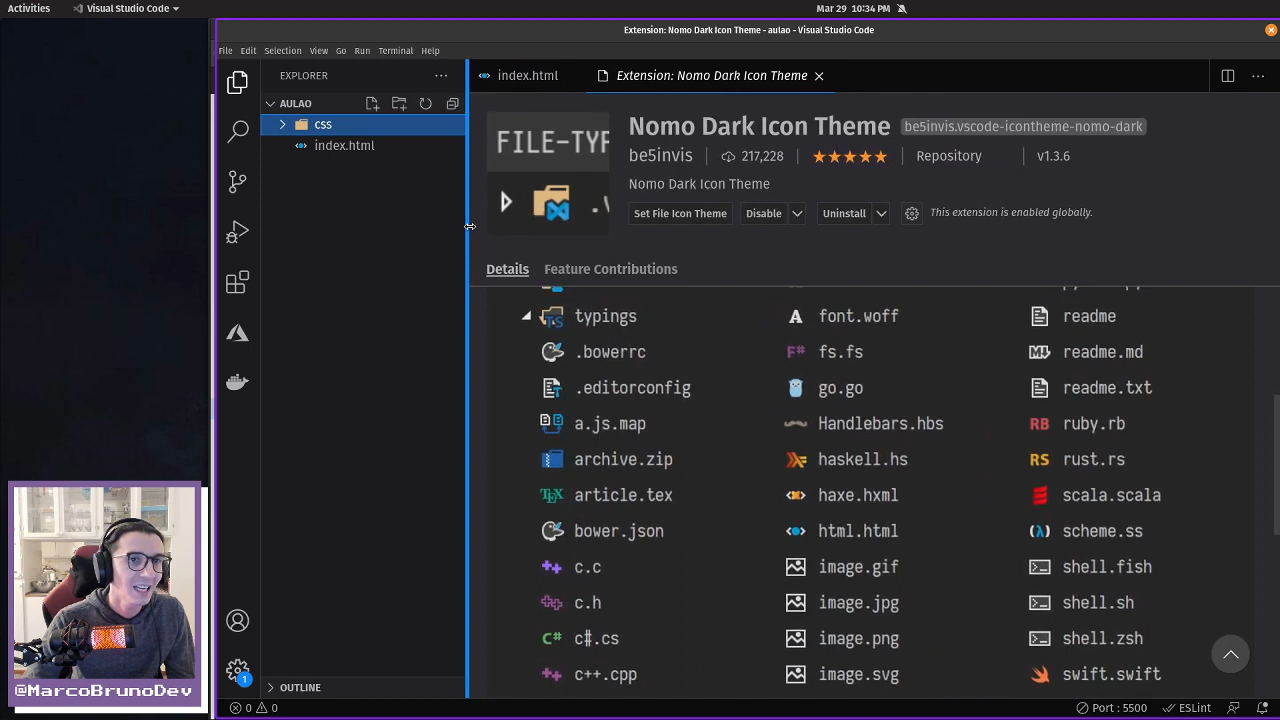 Activities
Visual Studio Code
Mar 29 10:34 PM
Extension: Nomo Dark Icon Theme - aulao - Visual Studio Code
File Edit Selection View Go Run Terminal Help
EXPLORER
index.html
Extension: Nomo Dark Icon Theme
AULAO
css
index.html
FILE-TYP
Nomo Dark Icon Theme
be5invis.vscode-icontheme-nomo-dark
be5invis
217,228
Repository
v1.3.6
Nomo Dark Icon Theme
Set File Icon Theme
Disable
Uninstall
This extension is enabled globally.
Details
Feature Contributions
typings
A font.woff
readme
.bowerrc
F# fs.fs
readme.md
.editorconfig
go.go
readme.txt
a.js.map
Handlebars.hbs
RB ruby.rb
archive.zip
haskell.hs
RS rust.rs
TEX article.tex
haxe.hxml
scala.scala
bower.json
html.html
(λ) scheme.ss
c.c
image.gif
shell.fish
c.h
image.jpg
shell.sh
C# c#.cs
image.png
shell.zsh
c++.cpp
image.svg
swift.swift
1
OUTLINE
@MarcoBrunoDev
0 0
Port : 5500
ESLint